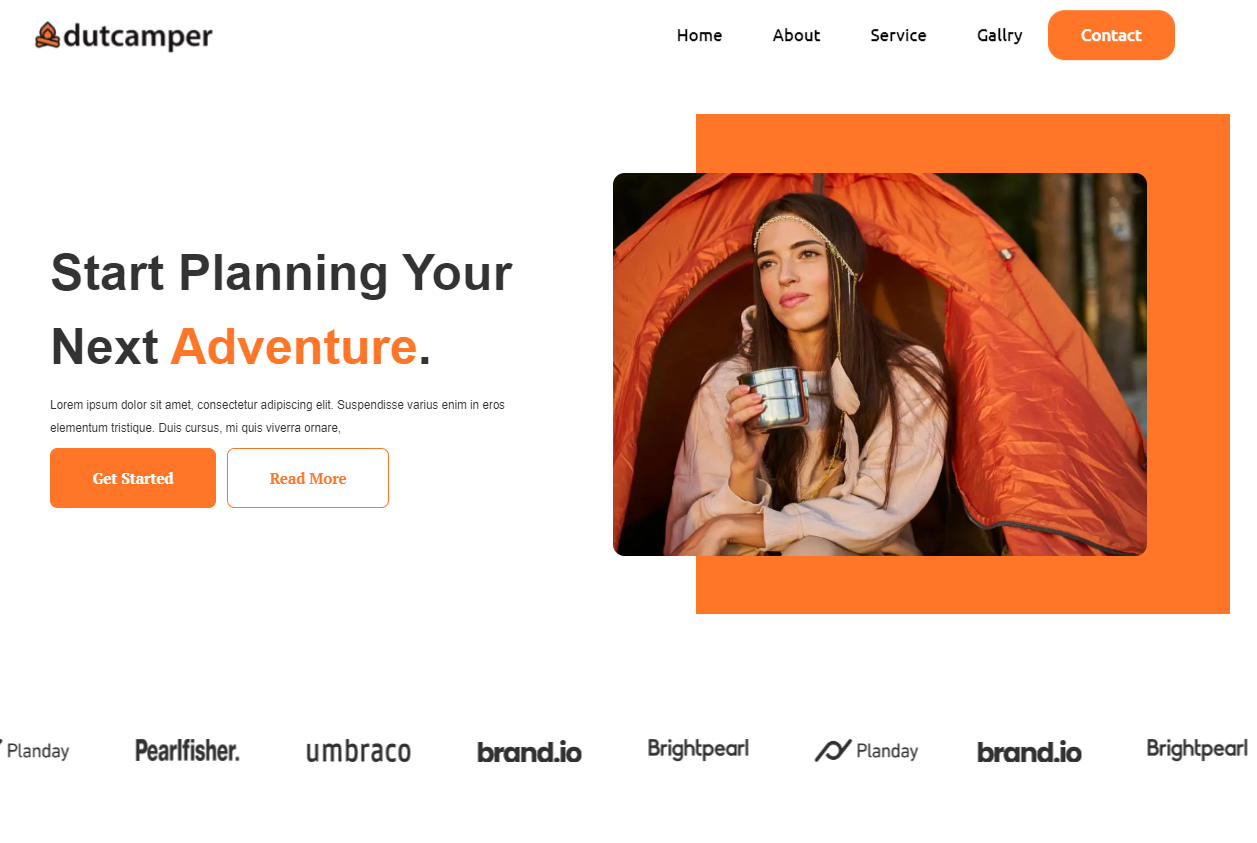 dutcamper
Home About Service Gallry Contact
Start Planning Your
Next Adventure.
Lorem ipsum dolor sit amet, consectetur adipiscing elit. Suspendisse varius enim in eros
elementum tristique. Duis cursus, mi quis viverra ornare,
Get Started Read More
Planday Pearlfisher. umbraco brand.io Brightpearl Planday brand.io Brightpearl